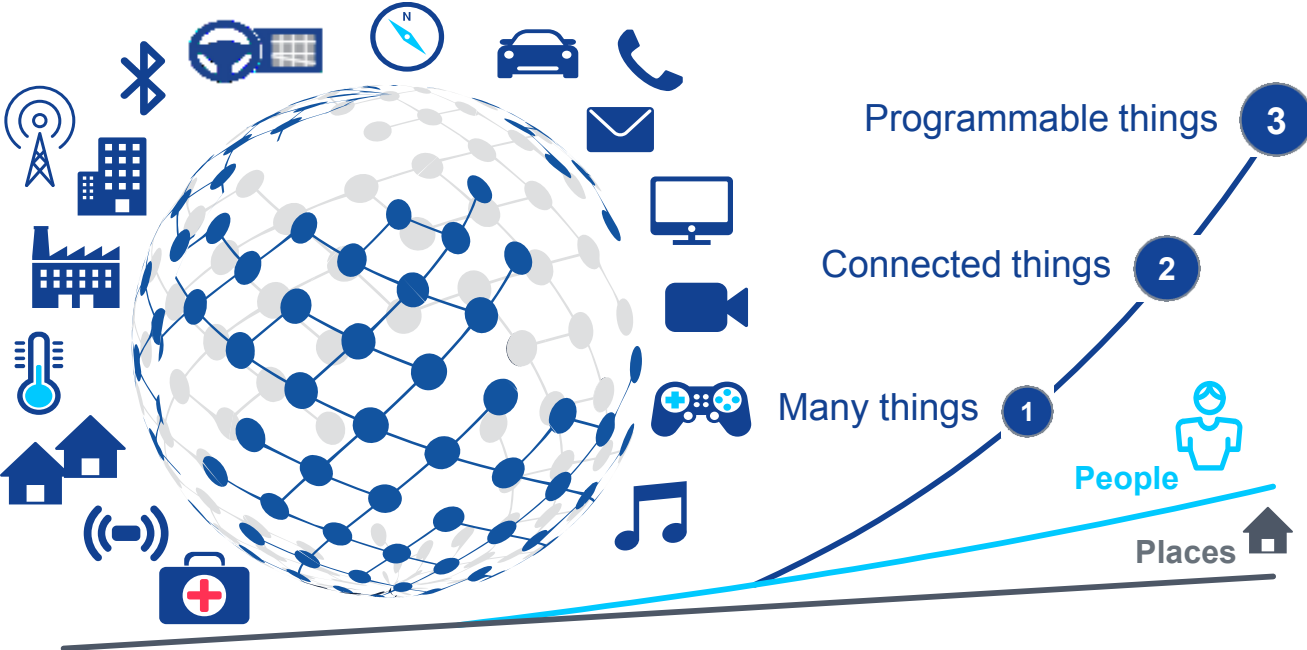 N
Programmable things
3
Connected things
2
Many things
1
People
Places